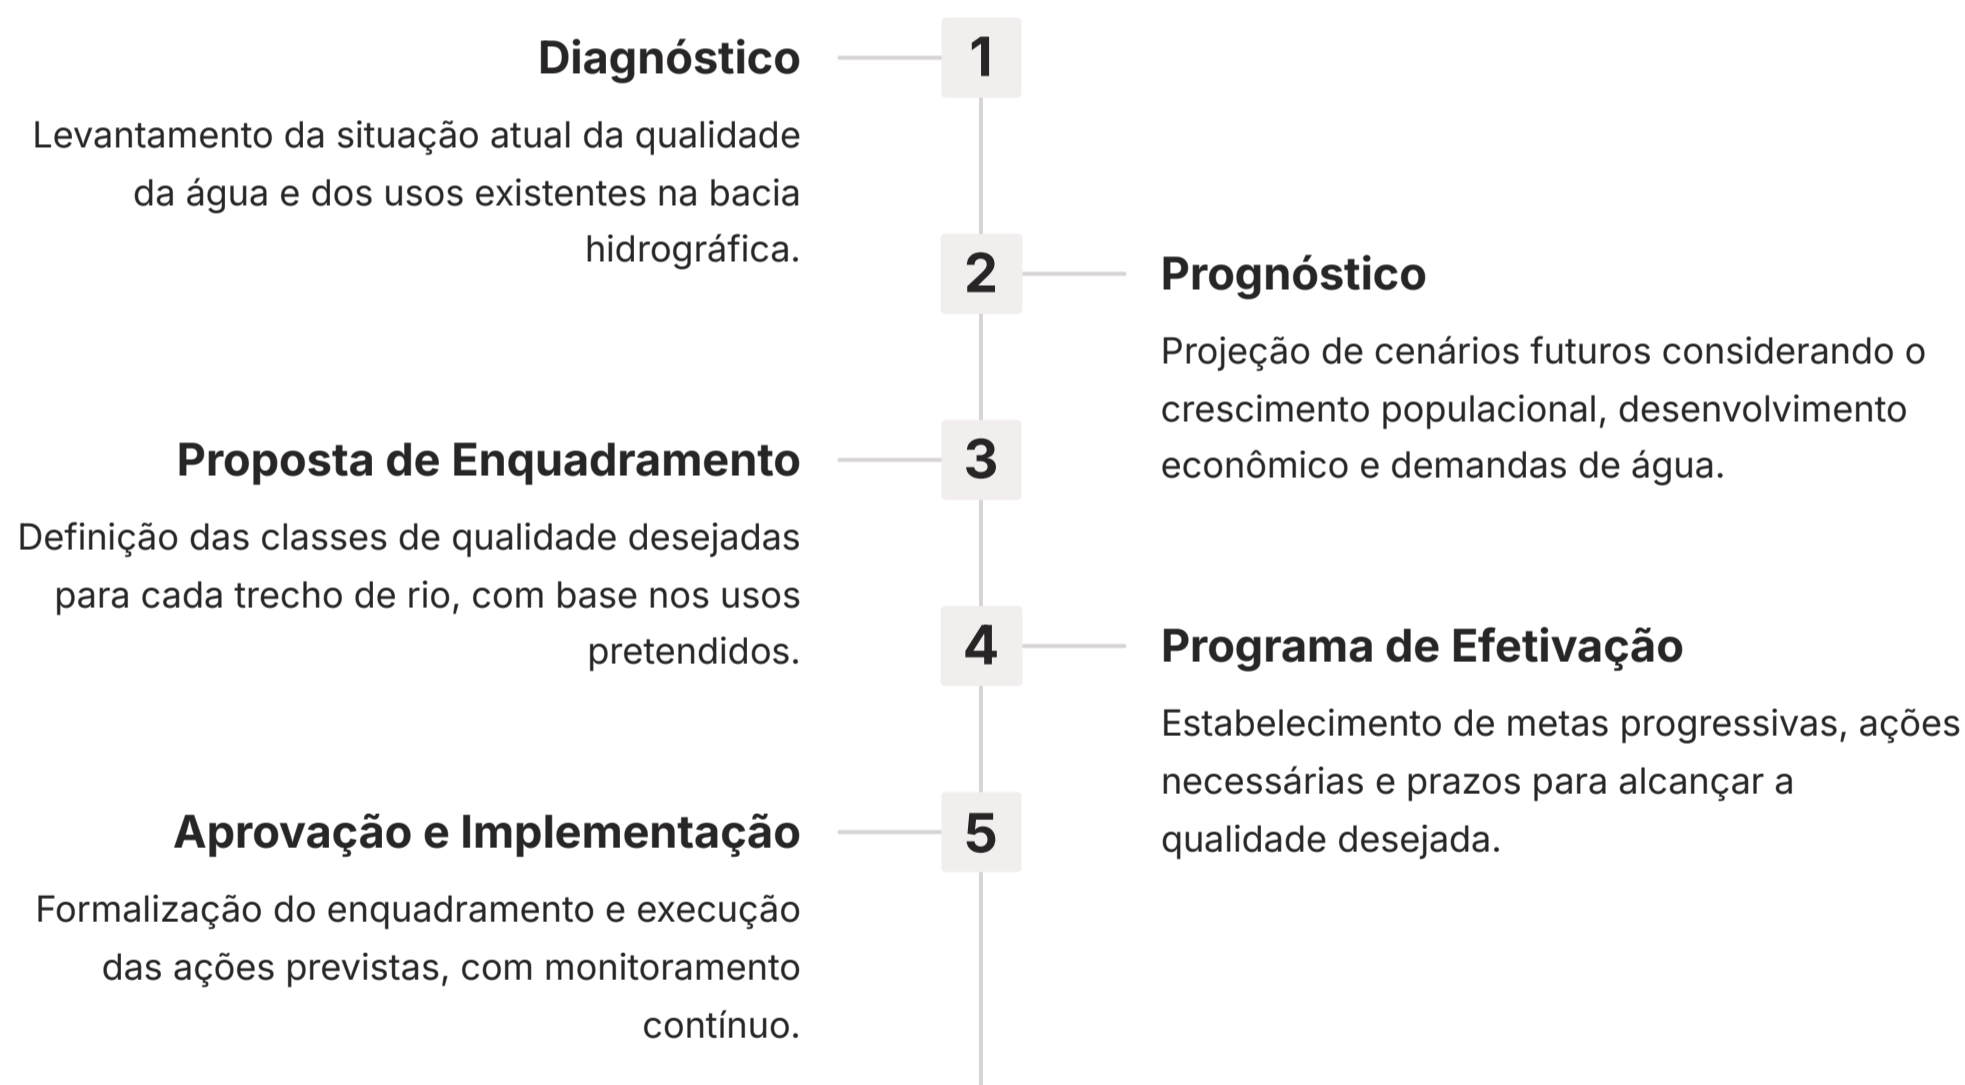 1
Diagnóstico
Levantamento da situação atual da qualidade
da água e dos usos existentes na bacia
hidrográfica.
2
Prognóstico
Projeção de cenários futuros considerando o
crescimento populacional, desenvolvimento
econômico e demandas de água.
3
Proposta de Enquadramento
Definição das classes de qualidade desejadas
para cada trecho de rio, com base nos usos
pretendidos.
4
Programa de Efetivação
Estabelecimento de metas progressivas, ações
necessárias e prazos para alcançar a
qualidade desejada.
5
Aprovação e Implementação
Formalização do enquadramento e execução
das ações previstas, com monitoramento
contínuo.